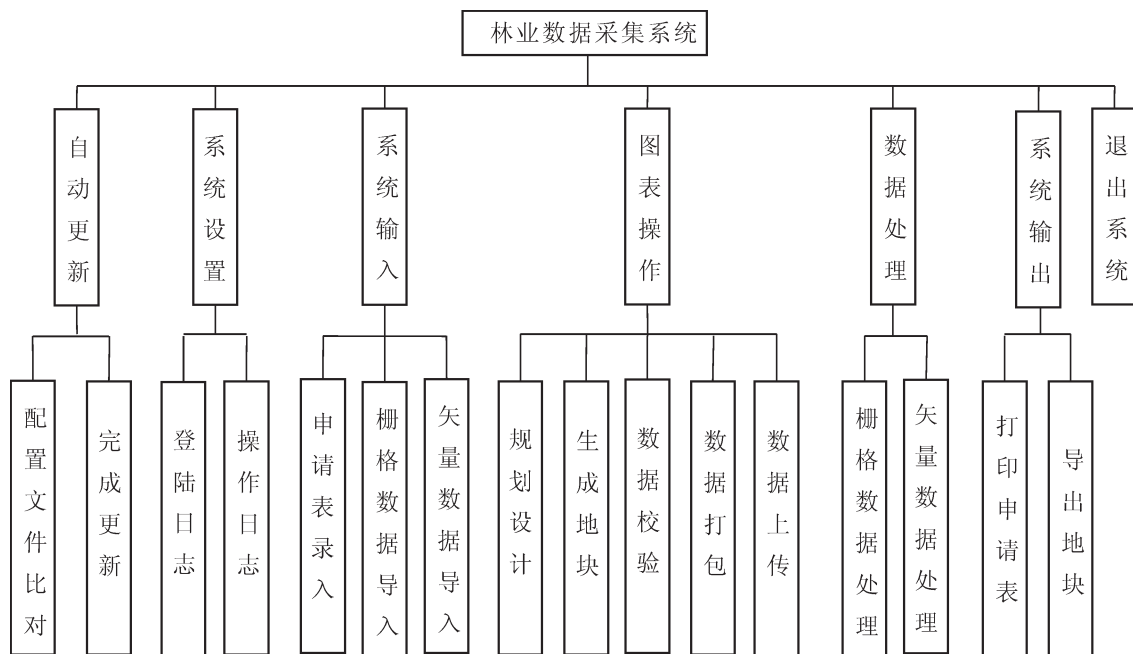 林业数据采集系统
自动更新
系统设置
系统输入
图表操作
数据处理
系统输出
退出系统
配置文件比对
完成更新
登陆日志
操作日志
申请表录入
栅格数据导入
矢量数据导入
规划设计
生成地块
数据校验
数据打包
数据上传
栅格数据处理
矢量数据处理
打印申请表
导出地块